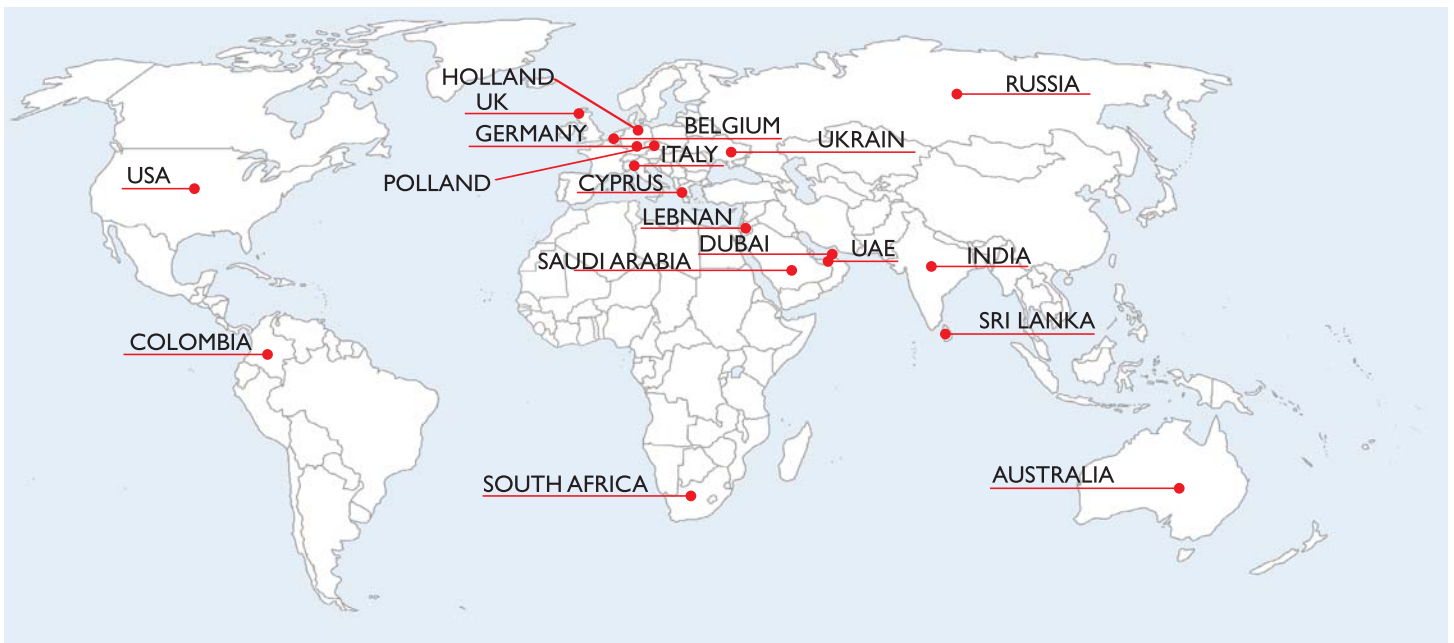 HOLLAND
RUSSIA
UK
GERMANY
BELGIUM
UKRAIN
ITALY
USA
POLLAND
CYPRUS
LEBNAN
DUBAI
UAE
SAUDI ARABIA
INDIA
SRI LANKA
COLOMBIA
SOUTH AFRICA
AUSTRALIA